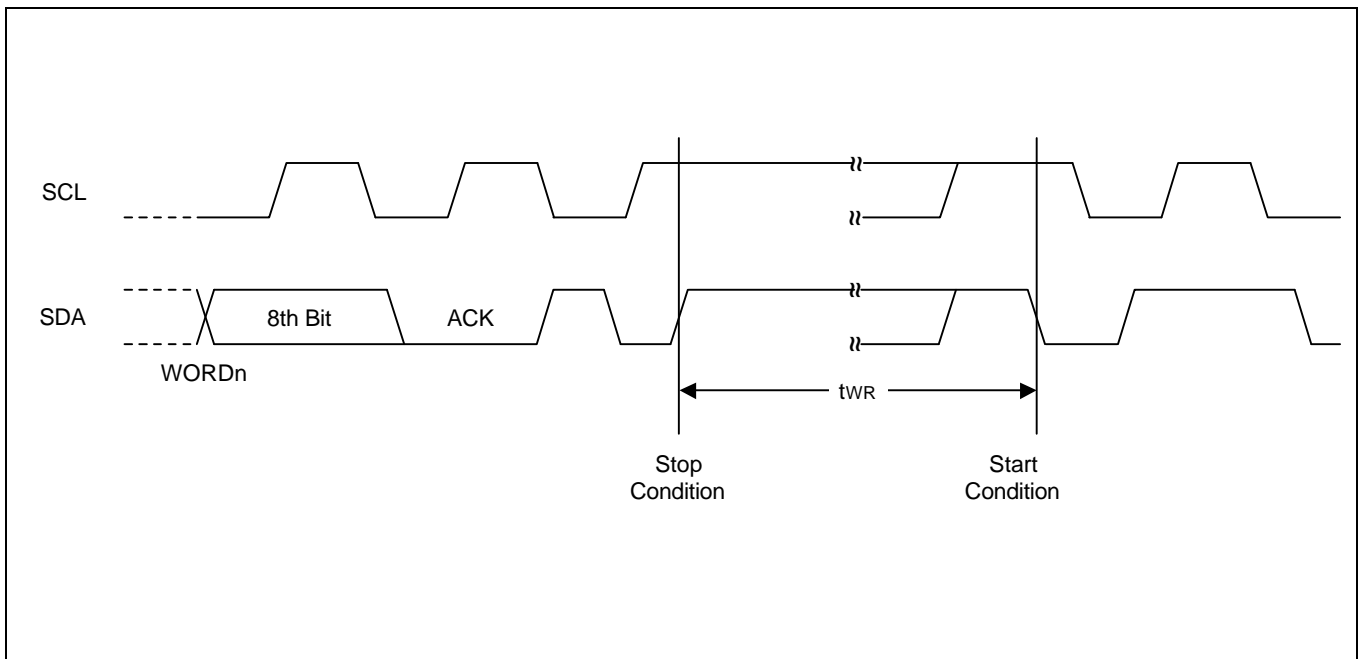 SCL
SDA
8th Bit
ACK
WORDn
tWR
Stop
Condition
Start
Condition